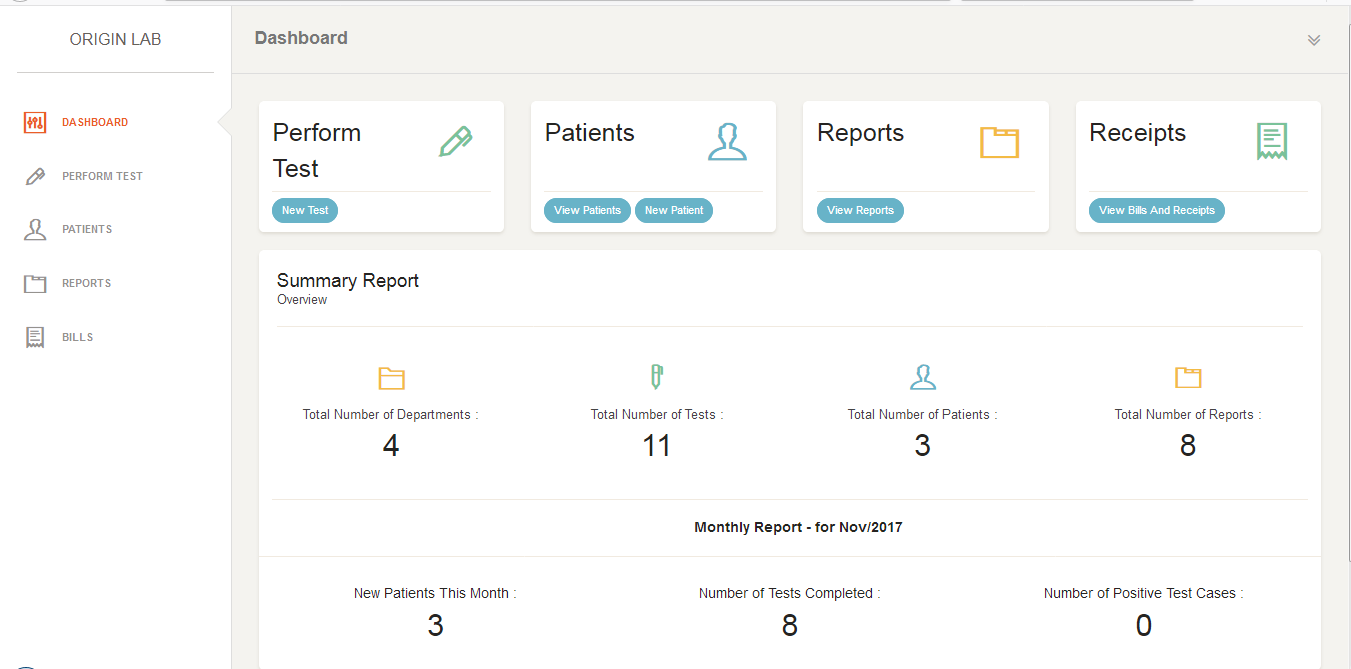 ORIGIN LAB
DASHBOARD
PERFORM TEST
PATIENTS
REPORTS
BILLS
Dashboard
Perform
Test
New Test
Patients
View Patients
New Patient
Reports
View Reports
Receipts
View Bills And Receipts
Summary Report
Overview
Total Number of Departments :
4
Total Number of Tests :
11
Total Number of Patients :
3
Total Number of Reports :
8
Monthly Report - for Nov/2017
New Patients This Month :
3
Number of Tests Completed :
8
Number of Positive Test Cases :
0